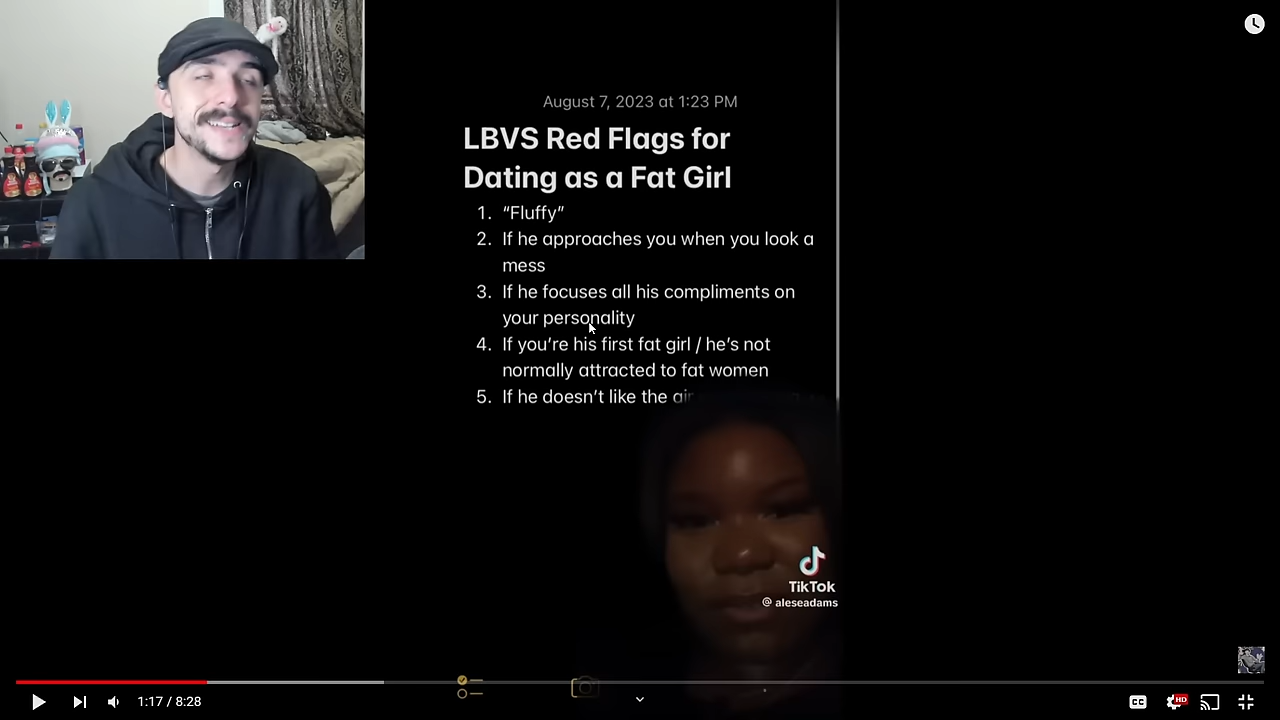 August 7, 2023 at 1:23 PM
LBVS Red Flags for
Dating as a Fat Girl
1. “Fluffy”
2. If he approaches you when you look a
mess
3. If he focuses all his compliments on
your personality
4. If you’re his first fat girl / he’s not
normally attracted to fat women
5. If he doesn’t like the
TikTok
@ aleseadams
1:17 / 8:28
CC
HD